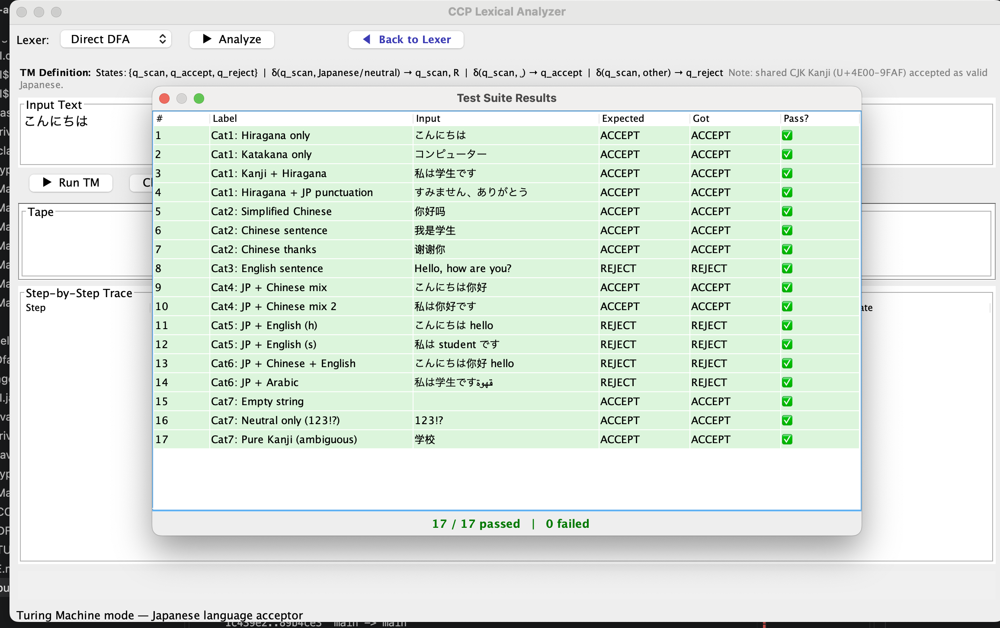 CCP Lexical Analyzer
Lexer: Direct DFA ▶ Analyze ◀ Back to Lexer
TM Definition: States: {q_scan, q_accept, q_reject} | δ(q_scan, Japanese/neutral) → q_scan, R | δ(q_scan, ␣) → q_accept | δ(q_scan, other) → q_reject Note: shared CJK Kanji (U+4E00–9FAF) accepted as valid
Japanese.
Input Text
こんにちは
▶ Run TM
Tape
Step-by-Step Trace
Step
Test Suite Results
# Label Input Expected Got Pass?
1 Cat1: Hiragana only こんにちは ACCEPT ACCEPT ✅
2 Cat1: Katakana only コンピューター ACCEPT ACCEPT ✅
3 Cat1: Kanji + Hiragana 私は学生です ACCEPT ACCEPT ✅
4 Cat1: Hiragana + JP punctuation すみません、ありがとう ACCEPT ACCEPT ✅
5 Cat2: Simplified Chinese 你好吗 ACCEPT ACCEPT ✅
6 Cat2: Chinese sentence 我是学生 ACCEPT ACCEPT ✅
7 Cat2: Chinese thanks 谢谢你 ACCEPT ACCEPT ✅
8 Cat3: English sentence Hello, how are you? REJECT REJECT ✅
9 Cat4: JP + Chinese mix こんにちは你好 ACCEPT ACCEPT ✅
10 Cat4: JP + Chinese mix 2 私は你好です ACCEPT ACCEPT ✅
11 Cat5: JP + English (h) こんにちは hello REJECT REJECT ✅
12 Cat5: JP + English (s) 私は student です REJECT REJECT ✅
13 Cat6: JP + Chinese + English こんにちは你好 hello REJECT REJECT ✅
14 Cat6: JP + Arabic 私は学生ですقهوة REJECT REJECT ✅
15 Cat7: Empty string ACCEPT ACCEPT ✅
16 Cat7: Neutral only (123!?) 123!? ACCEPT ACCEPT ✅
17 Cat7: Pure Kanji (ambiguous) 学校 ACCEPT ACCEPT ✅
17 / 17 passed | 0 failed
Turing Machine mode — Japanese language acceptor